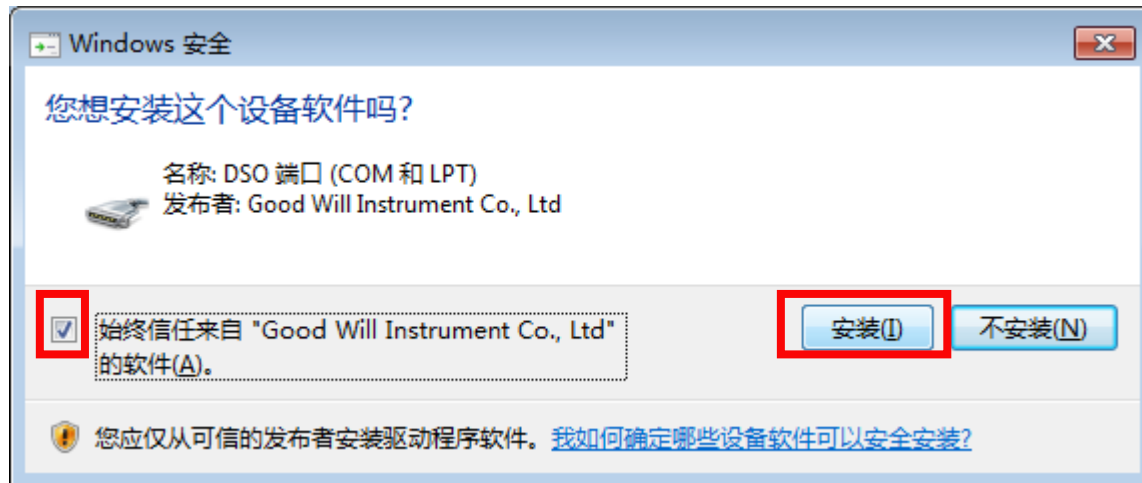 Windows 安全
您想安装这个设备软件吗?
名称: DSO 端口 (COM 和 LPT)
发布者: Good Will Instrument Co., Ltd
始终信任来自 "Good Will Instrument Co., Ltd"
的软件(A)。
安装(I)
不安装(N)
您应仅从可信的发布者安装驱动程序软件。我如何确定哪些设备软件可以安全安装?